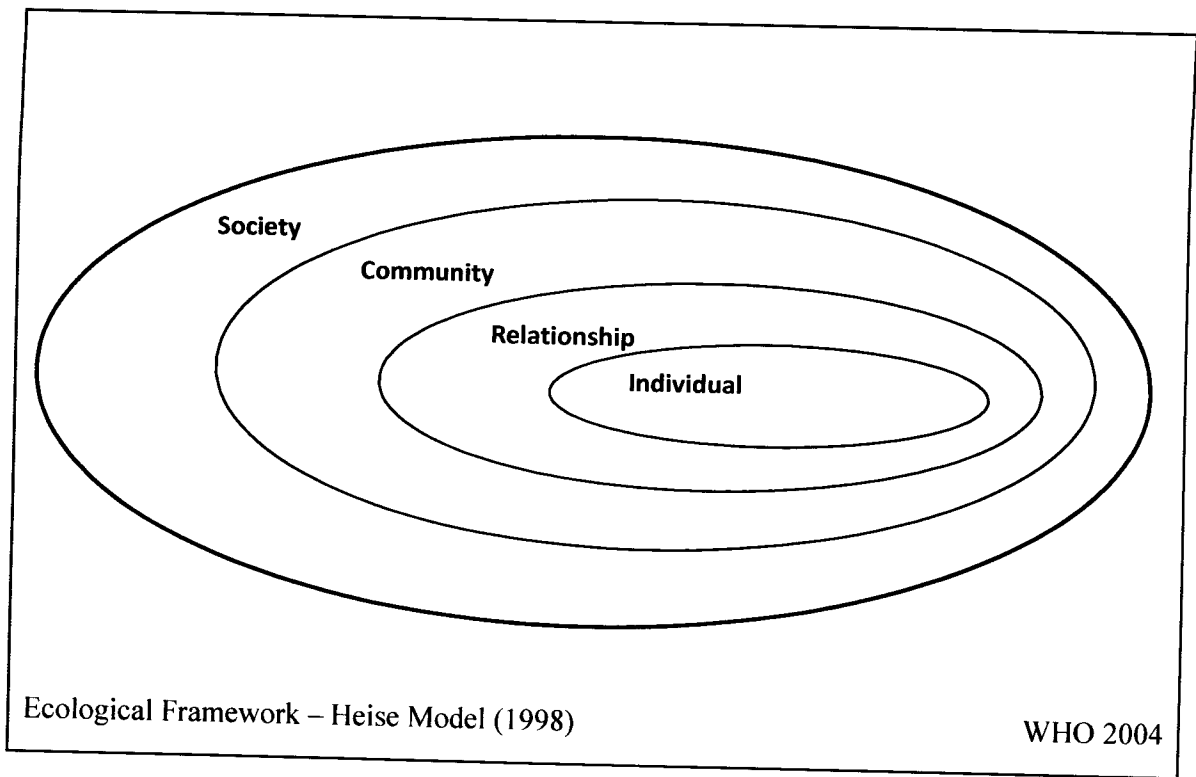 Society
Community
Relationship
Individual
Ecological Framework – Heise Model (1998)
WHO 2004